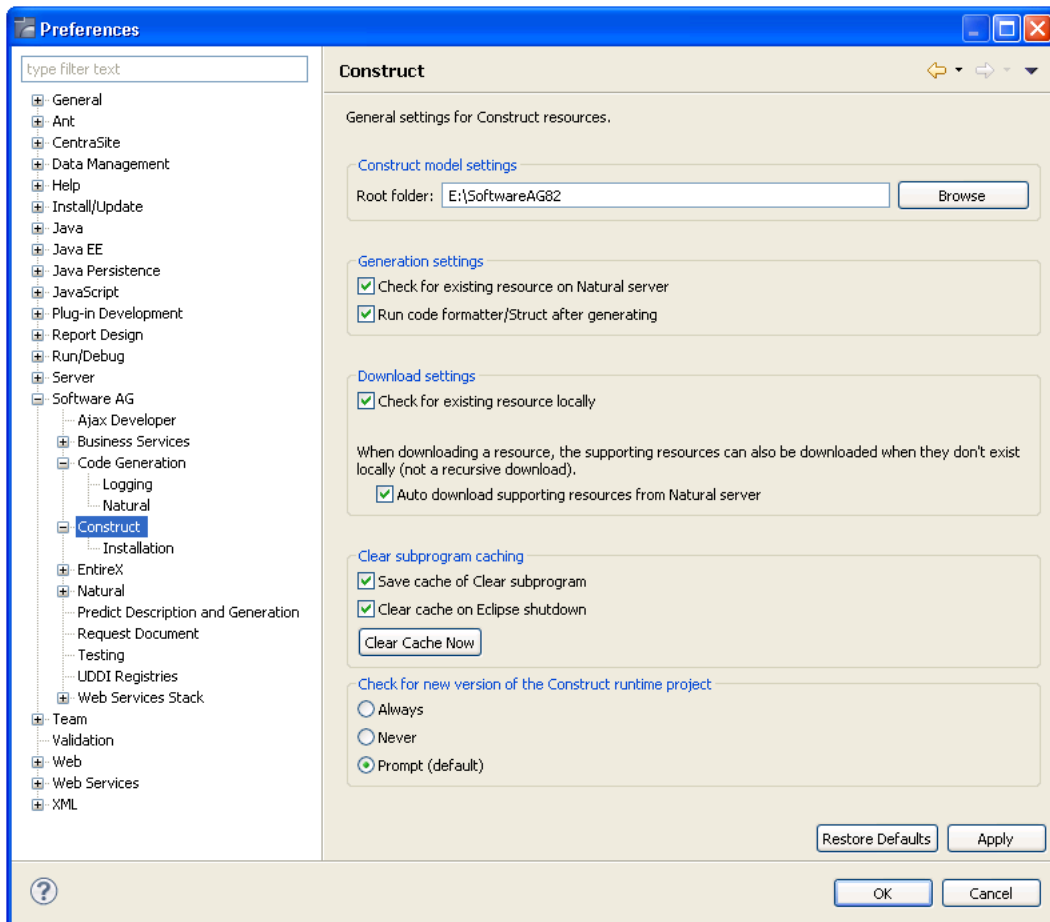 Preferences
type filter text
General
Ant
CentraSite
Data Management
Help
Install/Update
Java
Java EE
Java Persistence
JavaScript
Plug-in Development
Report Design
Run/Debug
Server
Software AG
Ajax Developer
Business Services
Code Generation
Logging
Natural
Construct
Installation
EntireX
Natural
Predict Description and Generation
Request Document
Testing
UDDI Registries
Web Services Stack
Team
Validation
Web
Web Services
XML
Construct
General settings for Construct resources.
Construct model settings
Root folder: E:\SoftwareAG82 Browse
Generation settings
Check for existing resource on Natural server
Run code formatter/Struct after generating
Download settings
Check for existing resource locally
When downloading a resource, the supporting resources can also be downloaded when they don't exist
locally (not a recursive download).
Auto download supporting resources from Natural server
Clear subprogram caching
Save cache of Clear subprogram
Clear cache on Eclipse shutdown
Clear Cache Now
Check for new version of the Construct runtime project
Always
Never
Prompt (default)
Restore Defaults Apply
? OK Cancel